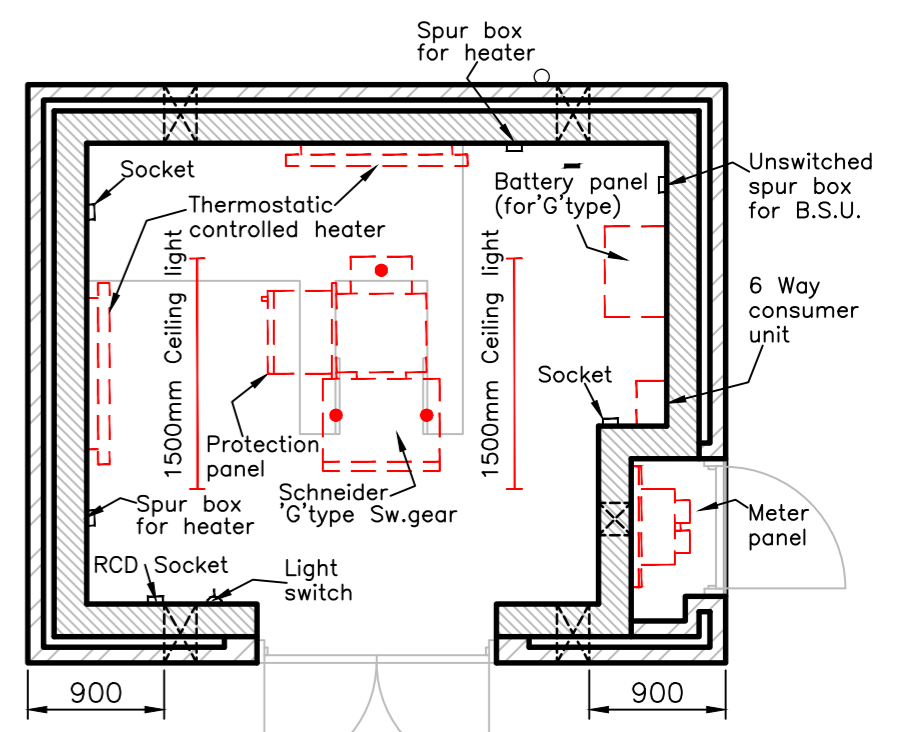 Spur box
for heater
Socket
Battery panel
(for'G'type)
Unswitched
spur box
for B.S.U.
Thermostatic
controlled heater
1500mm Ceiling light
1500mm Ceiling light
6 Way
consumer
unit
Socket
Protection
panel
Schneider
'G'type Sw.gear
Spur box
for heater
Meter
panel
RCD Socket
Light
switch
900
900